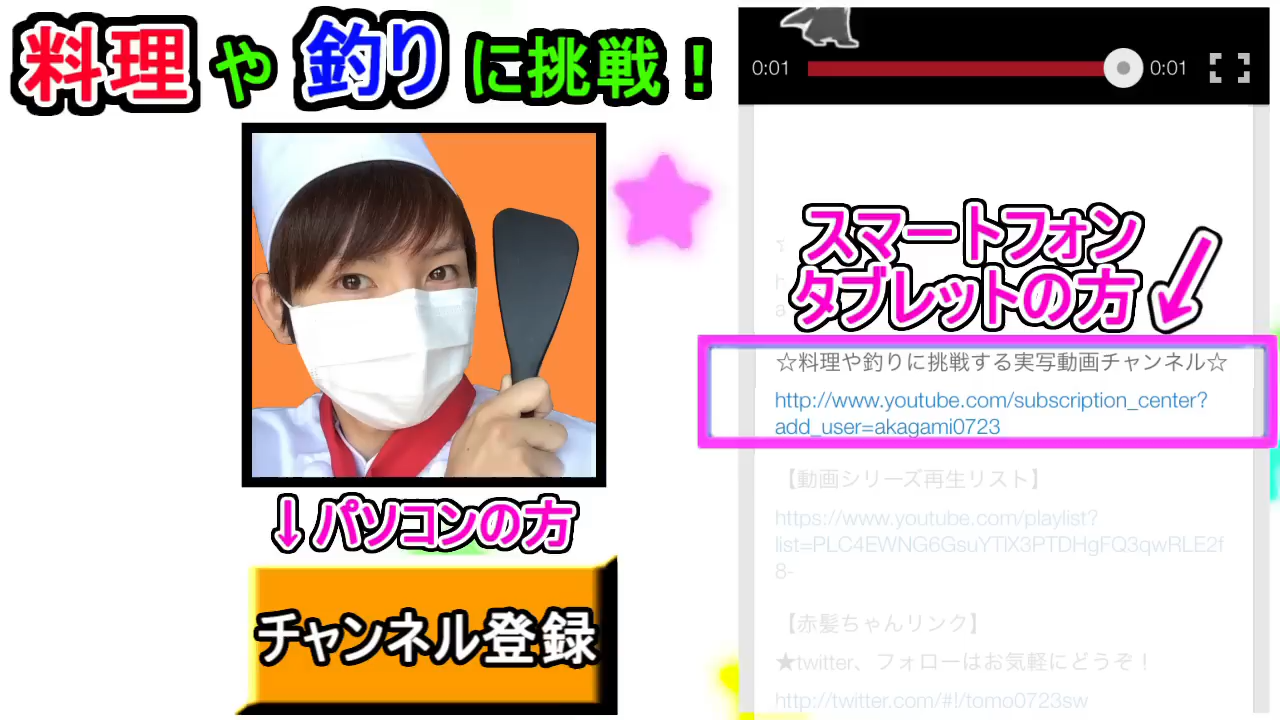 料理や釣りに挑戦！
↓パソコンの方
チャンネル登録
0:01
0:01
スマートフォン
タブレットの方
☆料理や釣りに挑戦する実写動画チャンネル☆
http://www.youtube.com/subscription_center?
add_user=akagami0723
【動画シリーズ再生リスト】
https://www.youtube.com/playlist?
list=PLC4EWNG6GsuYTlX3PTDHgFQ3qwRLE2f
8-
【赤髪ちゃんリンク】
★twitter、フォローはお気軽にどうぞ！
http://twitter.com/#!/tomo0723sw